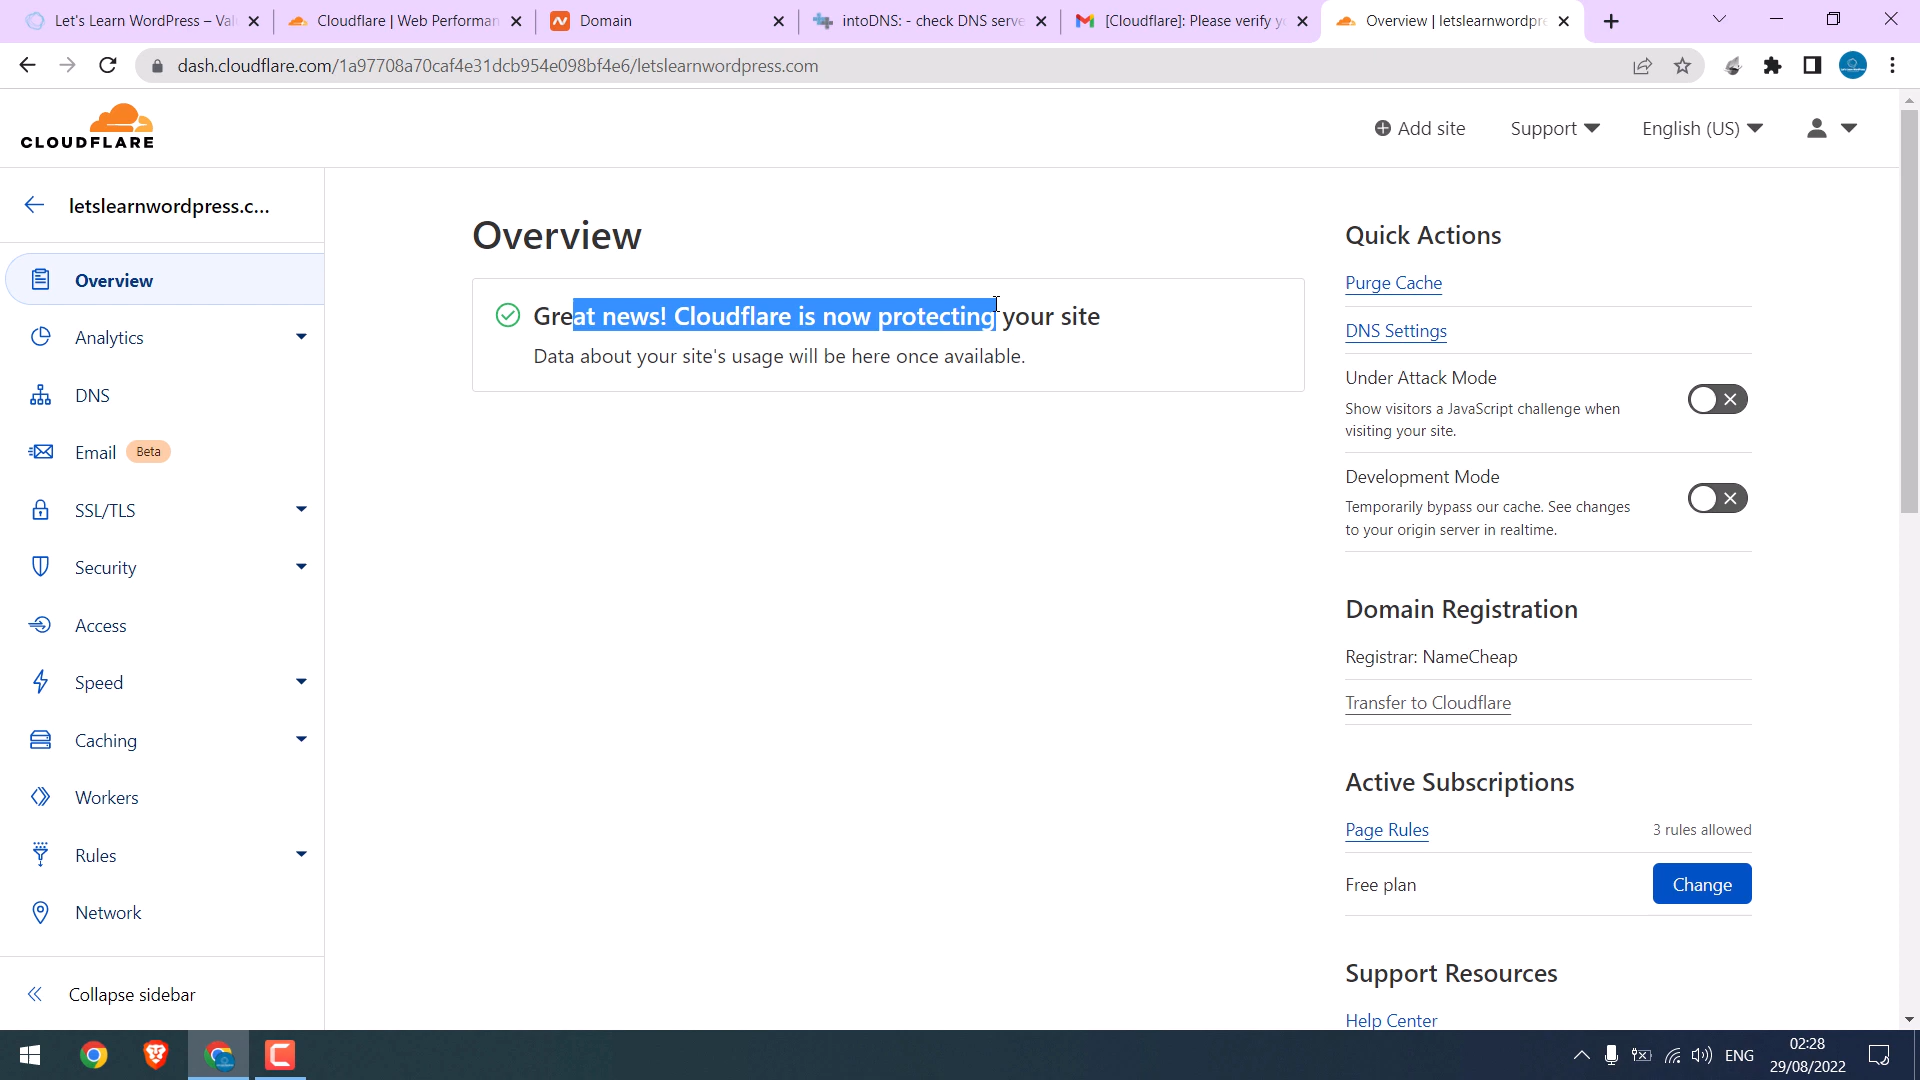 Let's Learn WordPress – Val
Cloudflare | Web Performan
Domain
intoDNS: - check DNS serve
[Cloudflare]: Please verify y
Overview | letslearnwordpre
dash.cloudflare.com/1a97708a70caf4e31dcb954e098bf4e6/letslearnwordpress.com
CLOUDFLARE
Add site
Support
English (US)
letslearnwordpress.c...
Overview
Analytics
DNS
Email Beta
SSL/TLS
Security
Access
Speed
Caching
Workers
Rules
Network
Collapse sidebar
Overview
Great news! Cloudflare is now protecting your site
Data about your site's usage will be here once available.
Quick Actions
Purge Cache
DNS Settings
Under Attack Mode
Show visitors a JavaScript challenge when
visiting your site.
Development Mode
Temporarily bypass our cache. See changes
to your origin server in realtime.
Domain Registration
Registrar: NameCheap
Transfer to Cloudflare
Active Subscriptions
Page Rules 3 rules allowed
Free plan Change
Support Resources
Help Center
ENG
02:28
29/08/2022